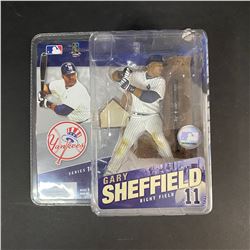 Yankees
SERIES
GARY
SHEFFIELD
RIGHT FIELD 11